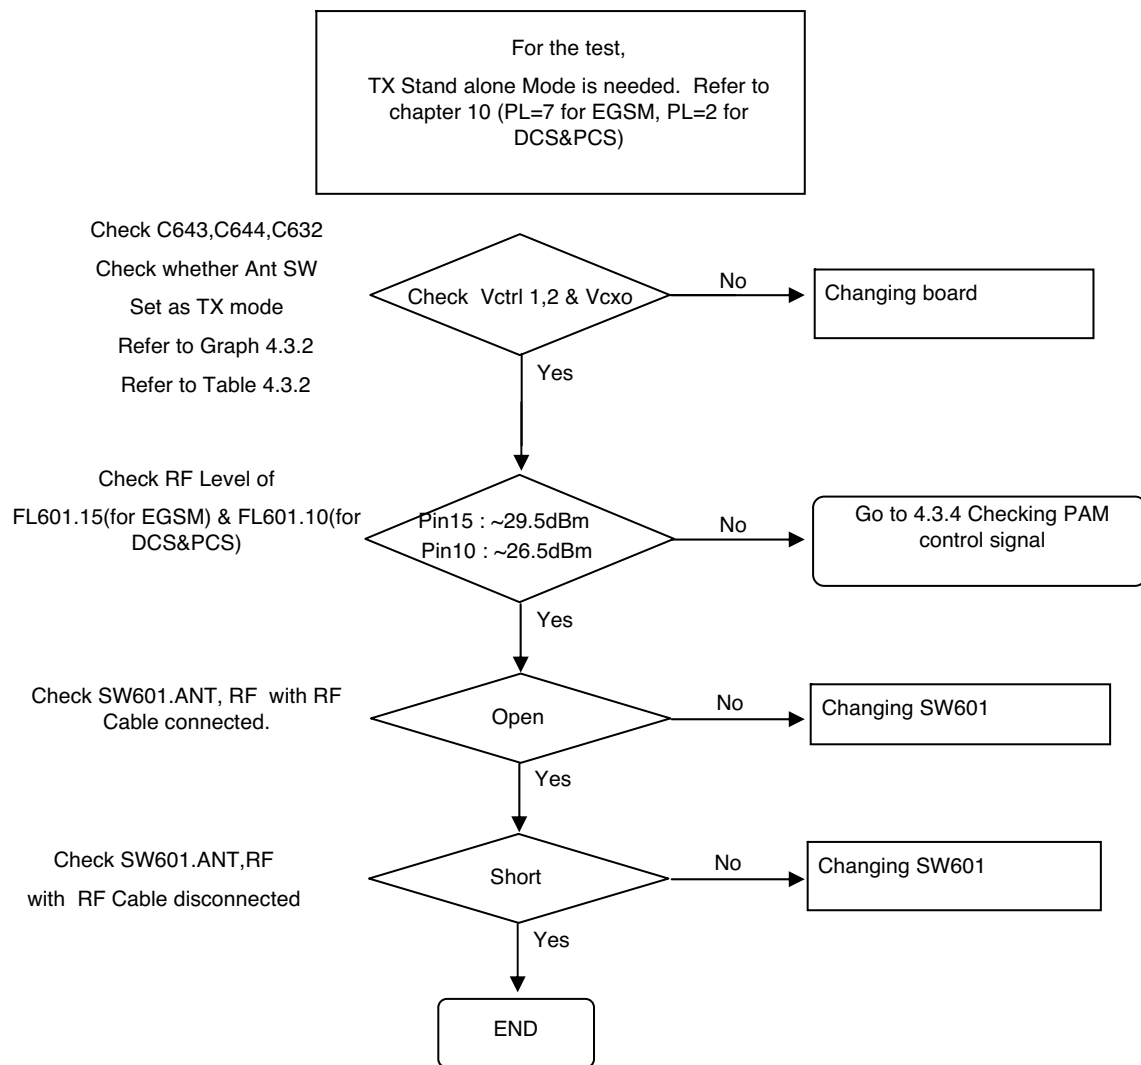 For the test,
TX Stand alone Mode is needed. Refer to
chapter 10 (PL=7 for EGSM, PL=2 for
DCS&PCS)
Check C643,C644,C632
Check whether Ant SW
Set as TX mode
Refer to Graph 4.3.2
Refer to Table 4.3.2
Check Vctrl 1,2 & Vcxo
No
Changing board
Yes
Check RF Level of
FL601.15(for EGSM) & FL601.10(for
DCS&PCS)
Pin15 : ~29.5dBm
Pin10 : ~26.5dBm
No
Go to 4.3.4 Checking PAM
control signal
Yes
Check SW601.ANT, RF with RF
Cable connected.
Open
No
Changing SW601
Yes
Check SW601.ANT,RF
with RF Cable disconnected
Short
No
Changing SW601
Yes
END